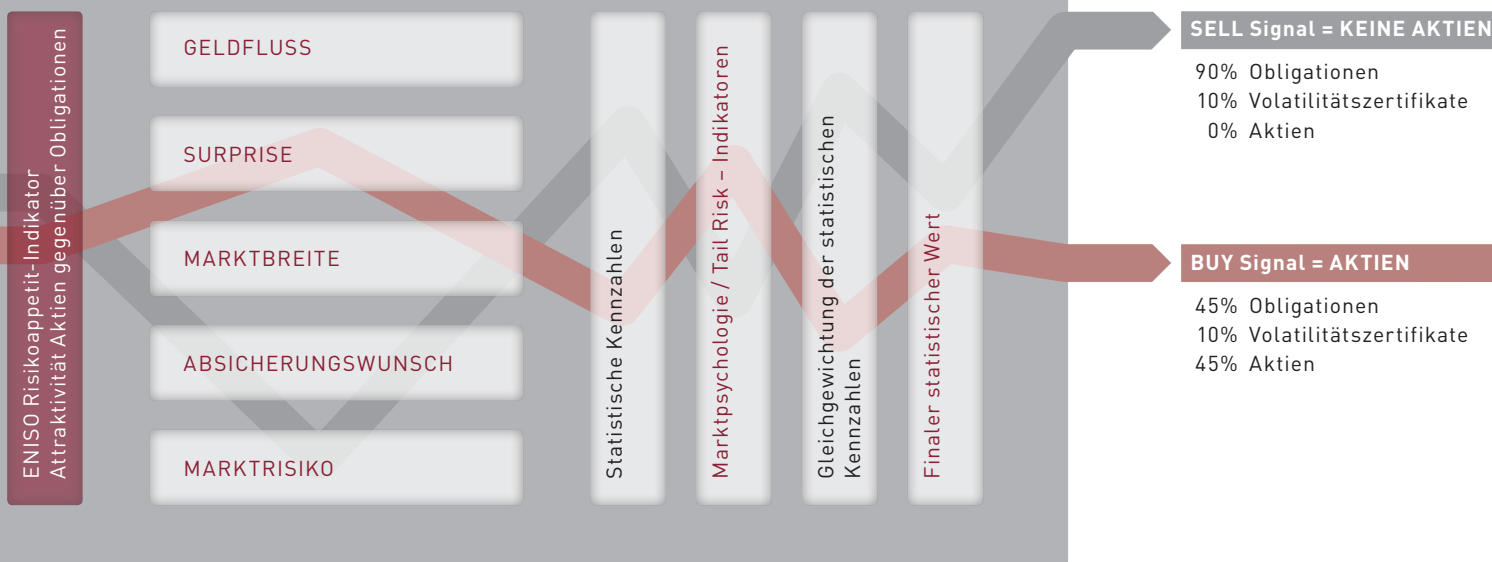 ENISO Risikoappetit-Indikator
Attraktivität Aktien gegenüber Obligationen
GELDFLUSS
SURPRISE
MARKTBREITE
ABSICHERUNGSWUNSCH
MARKTRISIKO
Statistische Kennzahlen
Marktpsychologie / Tail Risk – Indikatoren
Gleichgewichtung der statistischen
Kennzahlen
Finaler statistischer Wert
SELL Signal = KEINE AKTIEN
90% Obligationen
10% Volatilitätszertifikate
0% Aktien
BUY Signal = AKTIEN
45% Obligationen
10% Volatilitätszertifikate
45% Aktien